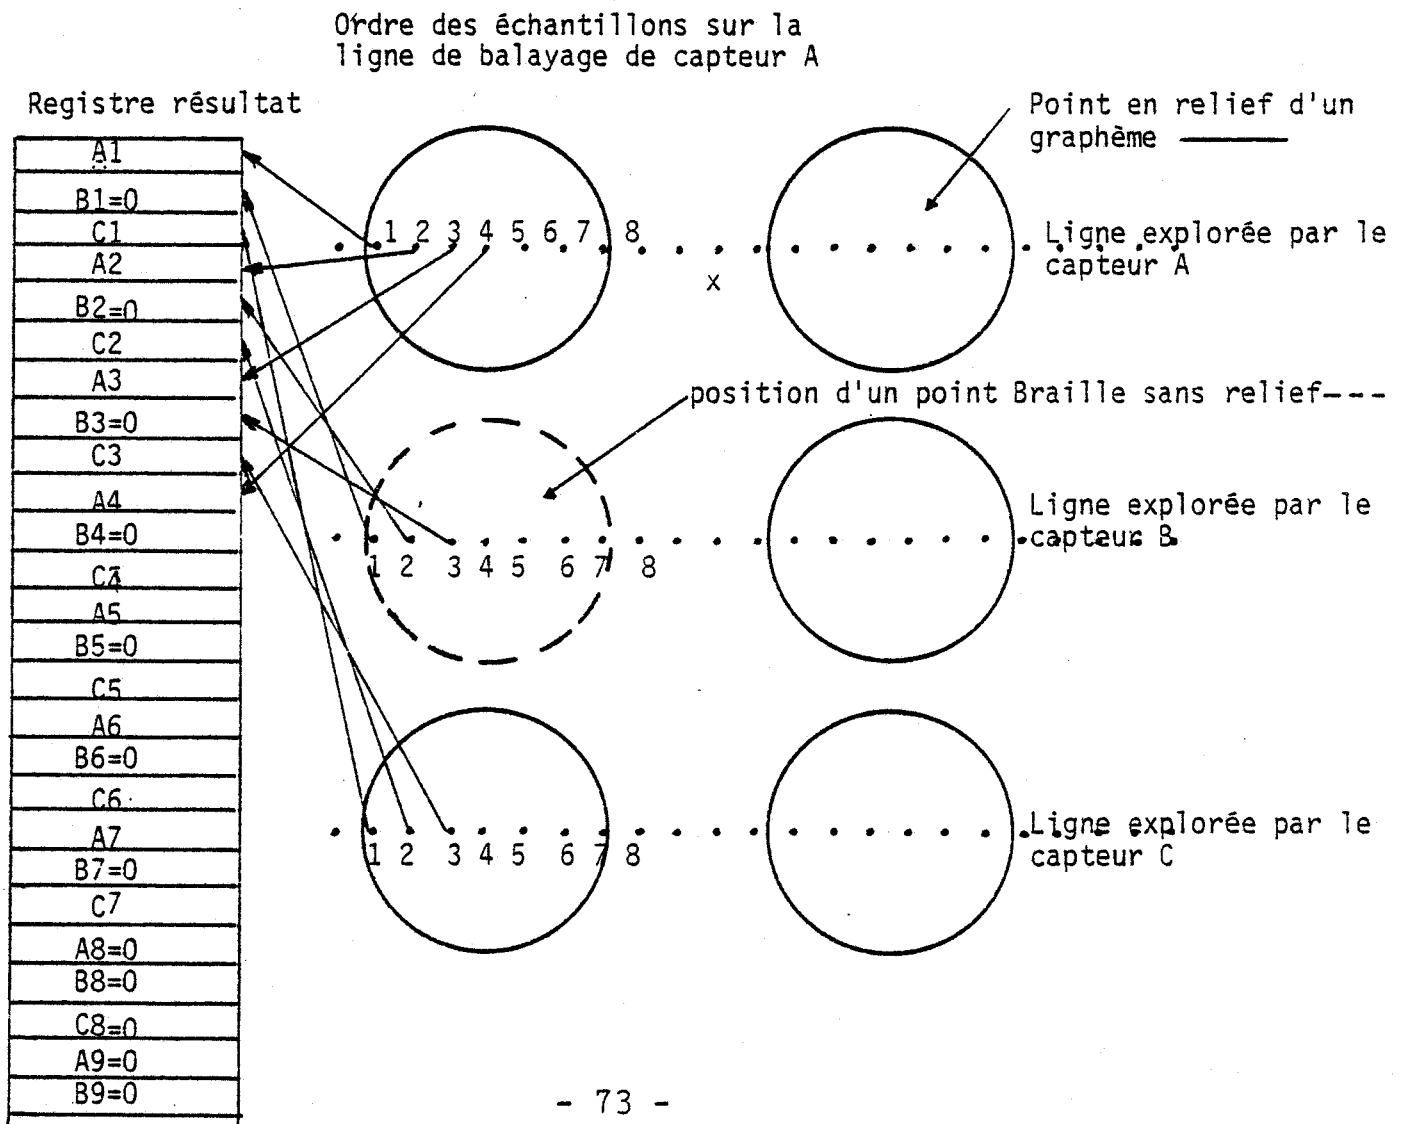 Ordre des échantillons sur la
ligne de balayage de capteur A
Registre résultat
A1
B1=0
C1
A2
B2=0
C2
A3
B3=0
C3
A4
B4=0
C4
A5
B5=0
C5
A6
B6=0
C6
A7
B7=0
C7
A8=0
B8=0
C8=0
A9=0
B9=0
Point en relief d'un
graphème
1 2 3 4 5 6 7 8
Ligne explorée par le
capteur A
x
position d'un point Braille sans relief---
Ligne explorée par le
capteur B
1 2 3 4 5 6 7 8
Ligne explorée par le
capteur C
1 2 3 4 5 6 7 8
- 73 -